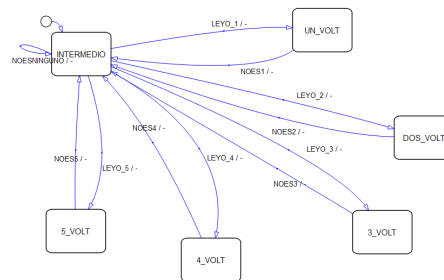 LEYO_1 / -
UN_VOLT
INTERMEDIO
NOESNINGUNO / -
NOES1 / -
LEYO_2 / -
NOES2 / -
DOS_VOLT
NOES4 / -
LEYO_3 / -
NOES5 / -
LEYO_4 / -
LEYO_5 / -
NOES3 / -
5_VOLT
3_VOLT
4_VOLT